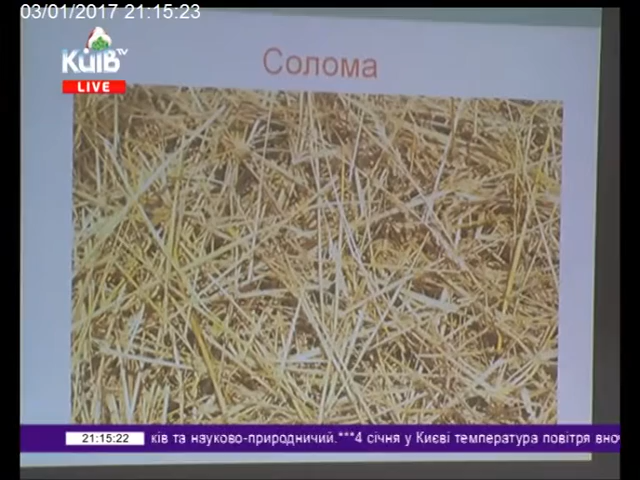 03/01/2017 21:15:23
Київ TV
LIVE
Солома
21:15:22
ків та науково-природничий.***4 січня у Києві температура повітря вно